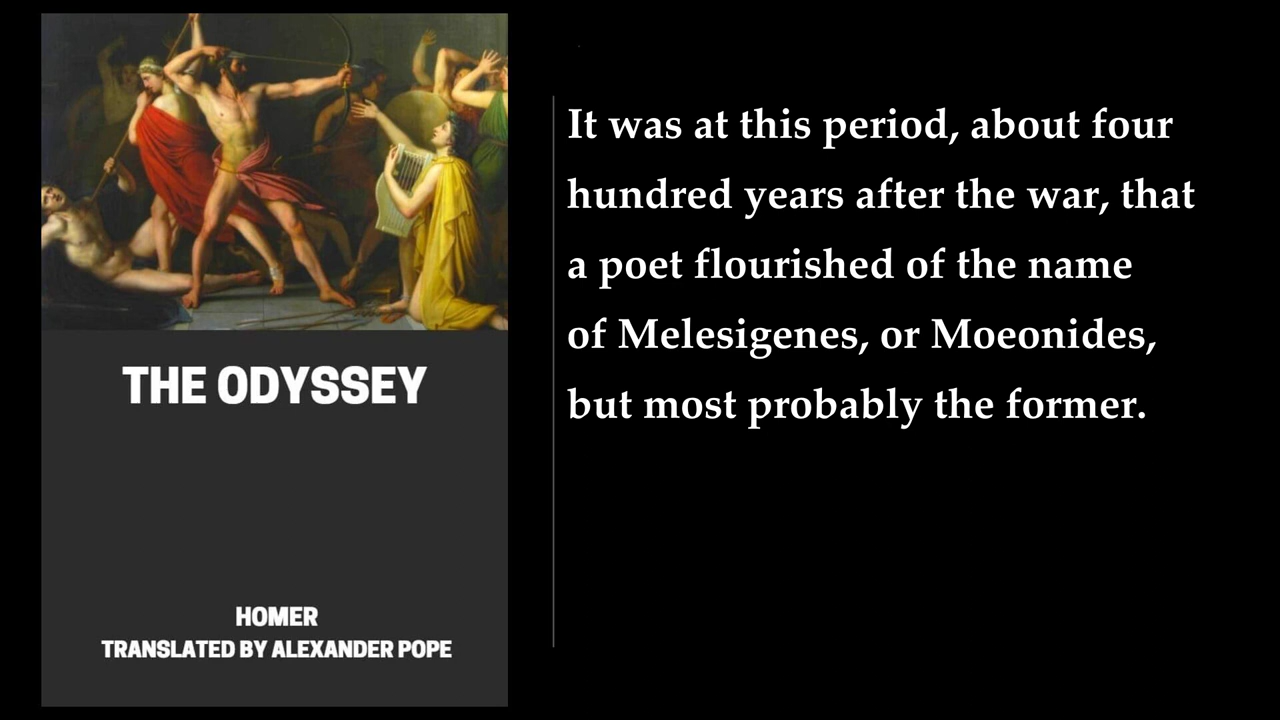 THE ODYSSEY
HOMER
TRANSLATED BY ALEXANDER POPE
It was at this period, about four
hundred years after the war, that
a poet flourished of the name
of Melesigenes, or Moeonides,
but most probably the former.